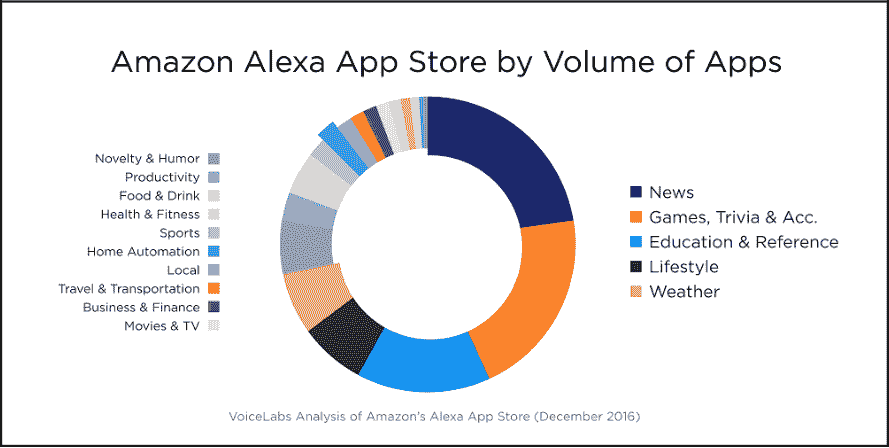 Amazon Alexa App Store by Volume of Apps
Novelty & Humor
Productivity
Food & Drink
Health & Fitness
Sports
Home Automation
Local
Travel & Transportation
Business & Finance
Movies & TV
News
Games, Trivia & Acc.
Education & Reference
Lifestyle
Weather
VoiceLabs Analysis of Amazon's Alexa App Store (December 2016)